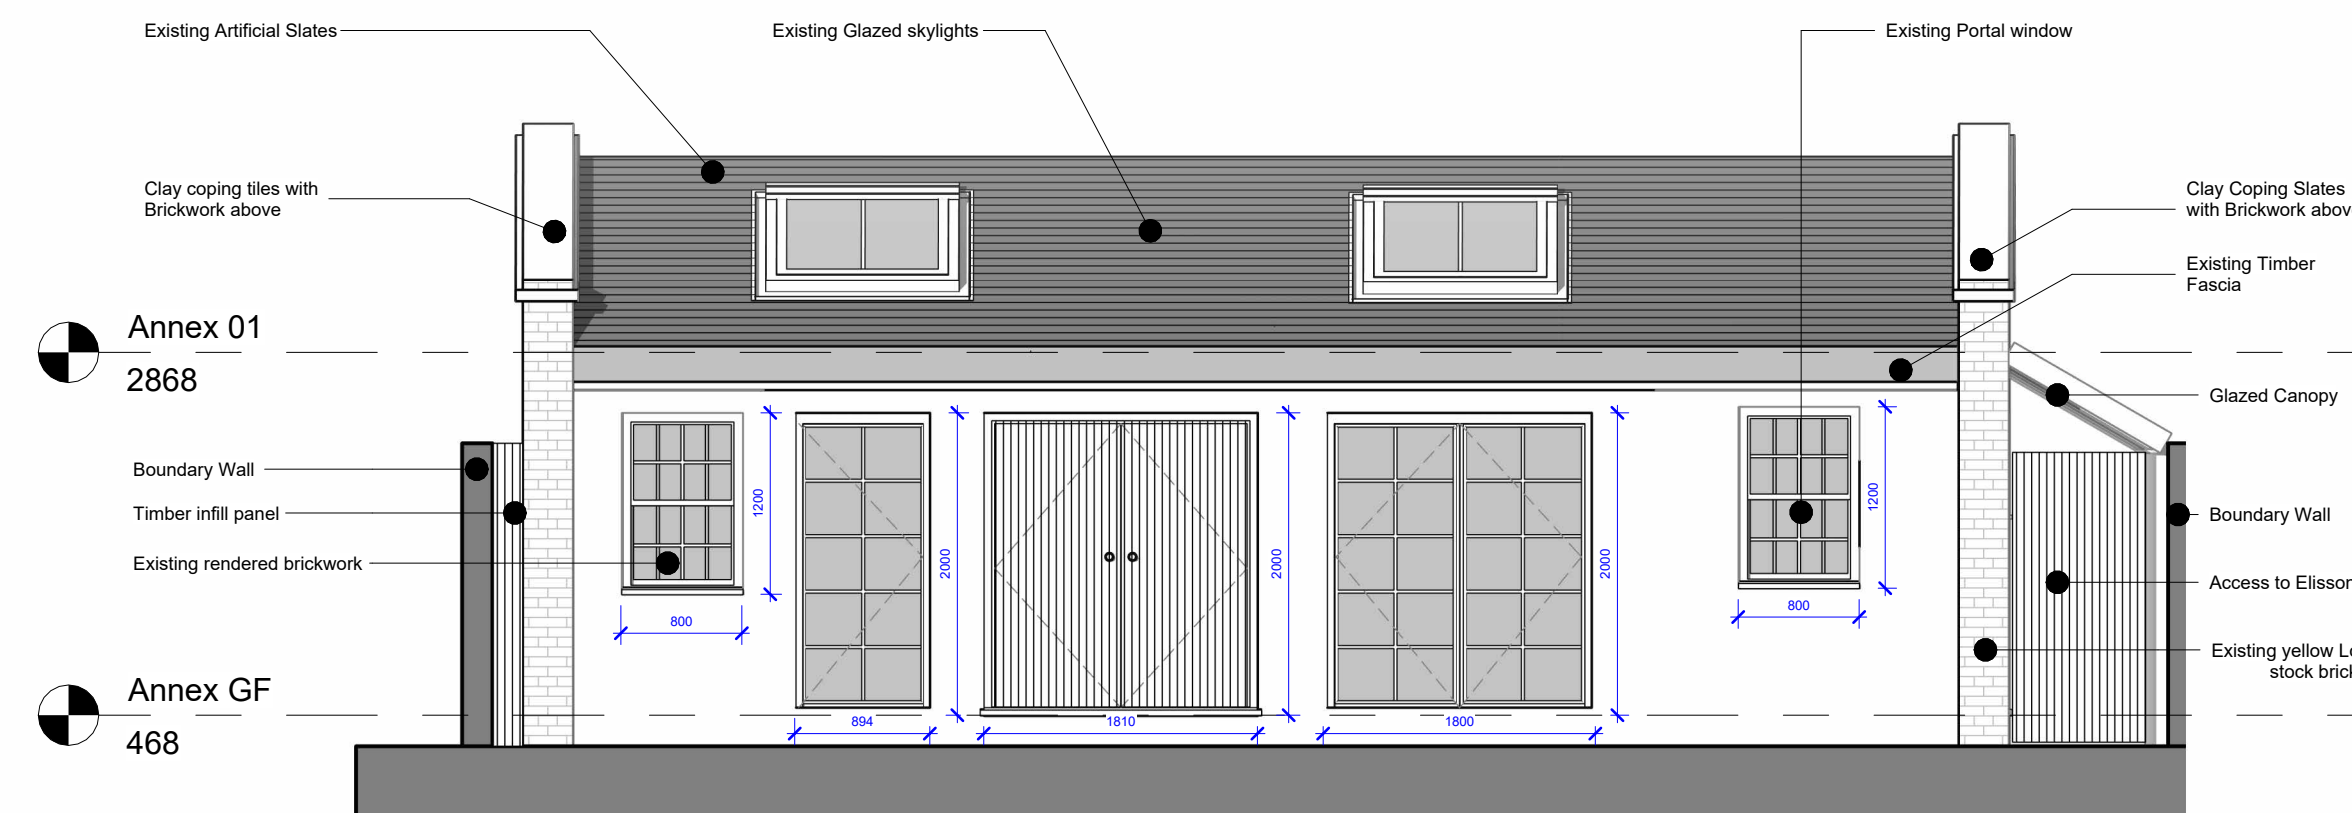 Existing Artificial Slates
Existing Glazed skylights
Existing Portal window
Clay coping tiles with
Brickwork above
Clay Coping Slates
with Brickwork abov
Existing Timber
Fascia
Annex 01
2868
Glazed Canopy
Boundary Wall
Timber infill panel
Existing rendered brickwork
1200
2000
2000
2000
1200
Boundary Wall
800
800
Access to Elisson
Existing yellow Lo
stock brick
Annex GF
468
894
1810
1800